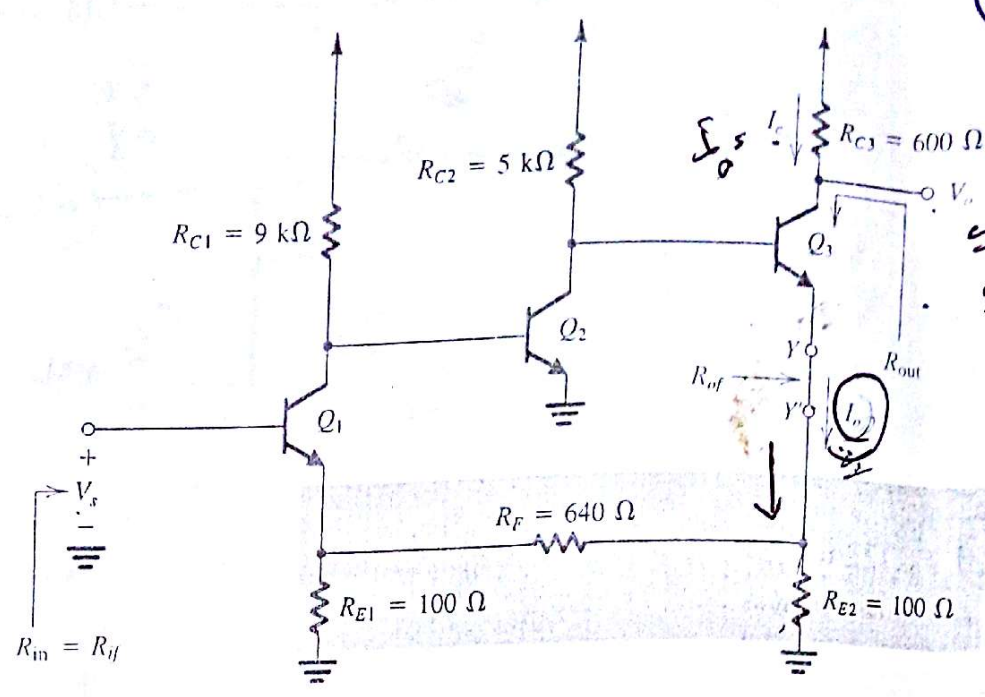 R_C2 = 5 kΩ
I_c
R_C3 = 600 Ω
I_o
V_o
R_C1 = 9 kΩ
Q_3
Q_2
Y
R_out
R_of
Q_1
Y'
I_o
+
V_s
-
R_F = 640 Ω
R_E1 = 100 Ω
R_E2 = 100 Ω
R_in = R_if